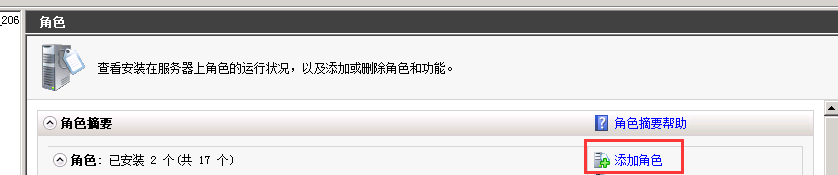 _206
角色
查看安装在服务器上角色的运行状况，以及添加或删除角色和功能。
角色摘要
角色摘要帮助
角色: 已安装 2 个(共 17 个)
添加角色